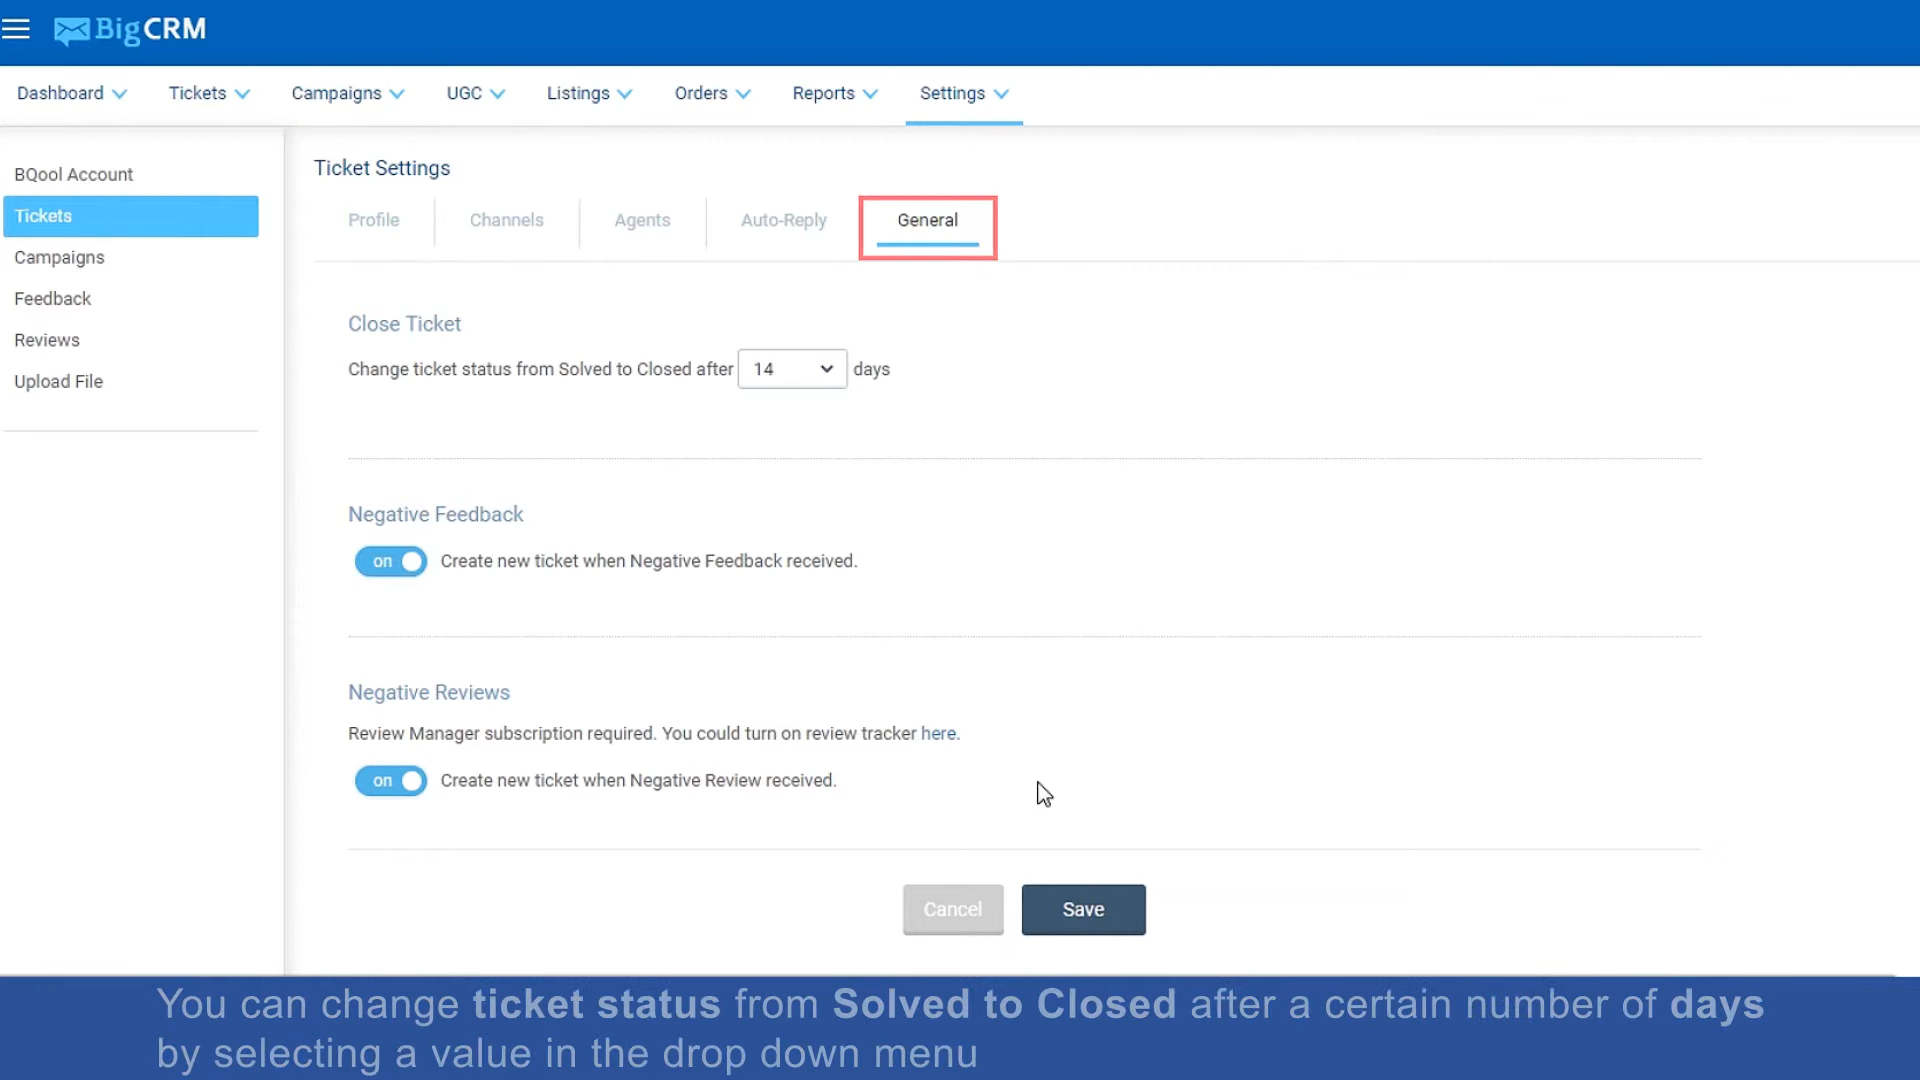 BigCRM
Dashboard Tickets Campaigns UGC Listings Orders Reports Settings
BQool Account
Tickets
Campaigns
Feedback
Reviews
Upload File
Ticket Settings
Profile Channels Agents Auto-Reply General
Close Ticket
Change ticket status from Solved to Closed after 14 days
Negative Feedback
on Create new ticket when Negative Feedback received.
Negative Reviews
Review Manager subscription required. You could turn on review tracker here.
on Create new ticket when Negative Review received.
Cancel Save
You can change ticket status from Solved to Closed after a certain number of days
by selecting a value in the drop down menu